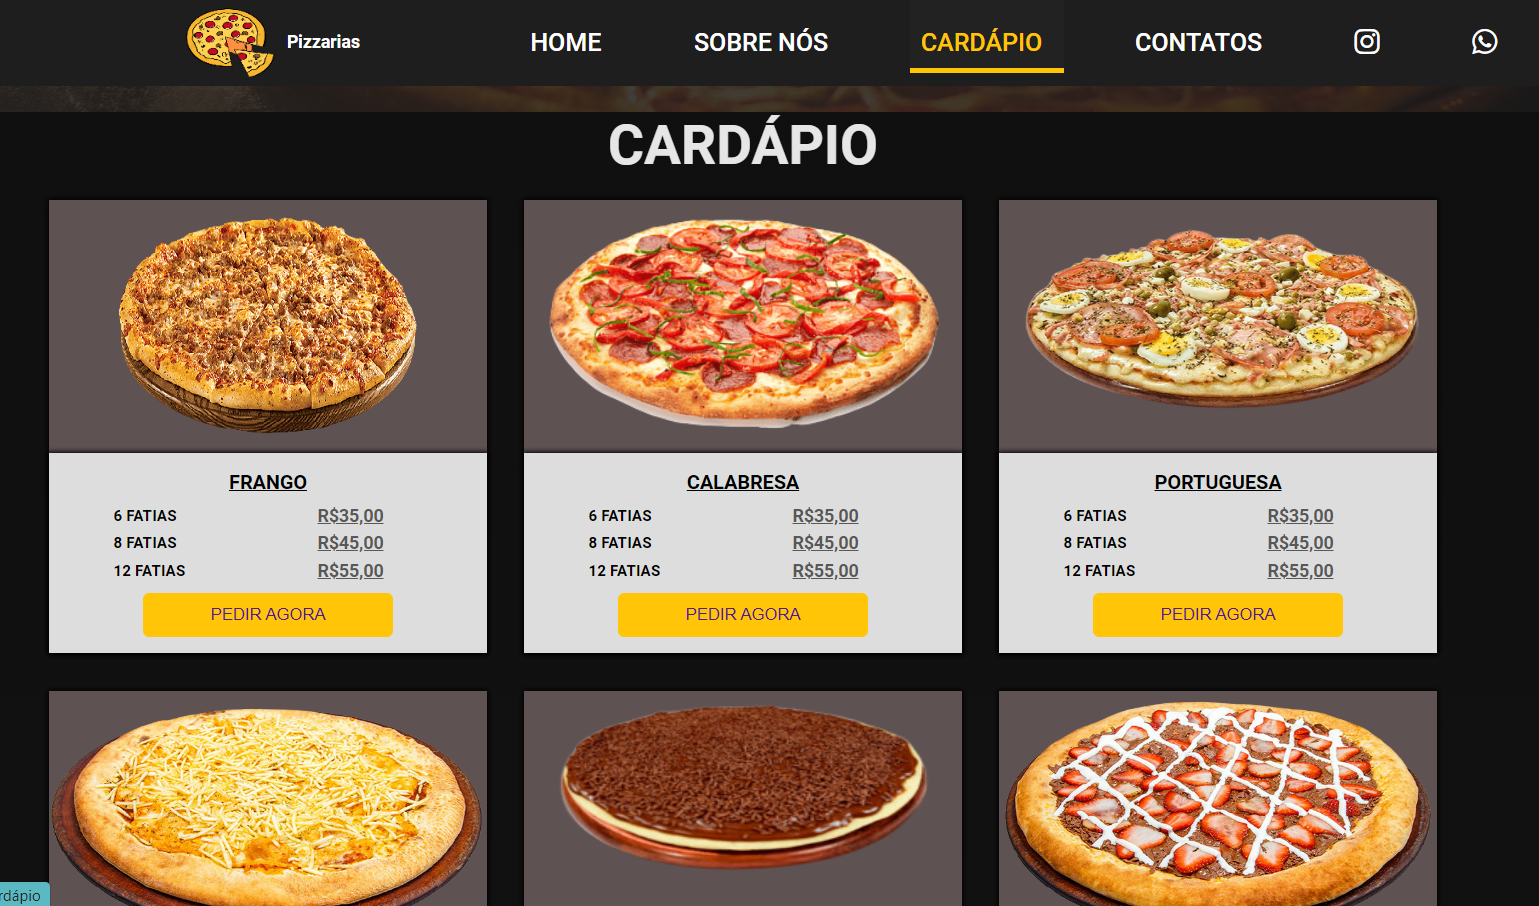 Pizzarias
HOME
SOBRE NÓS
CARDÁPIO
CONTATOS
CARDÁPIO
FRANGO
6 FATIAS R$35,00
8 FATIAS R$45,00
12 FATIAS R$55,00
PEDIR AGORA
CALABRESA
6 FATIAS R$35,00
8 FATIAS R$45,00
12 FATIAS R$55,00
PEDIR AGORA
PORTUGUESA
6 FATIAS R$35,00
8 FATIAS R$45,00
12 FATIAS R$55,00
PEDIR AGORA
rdápio